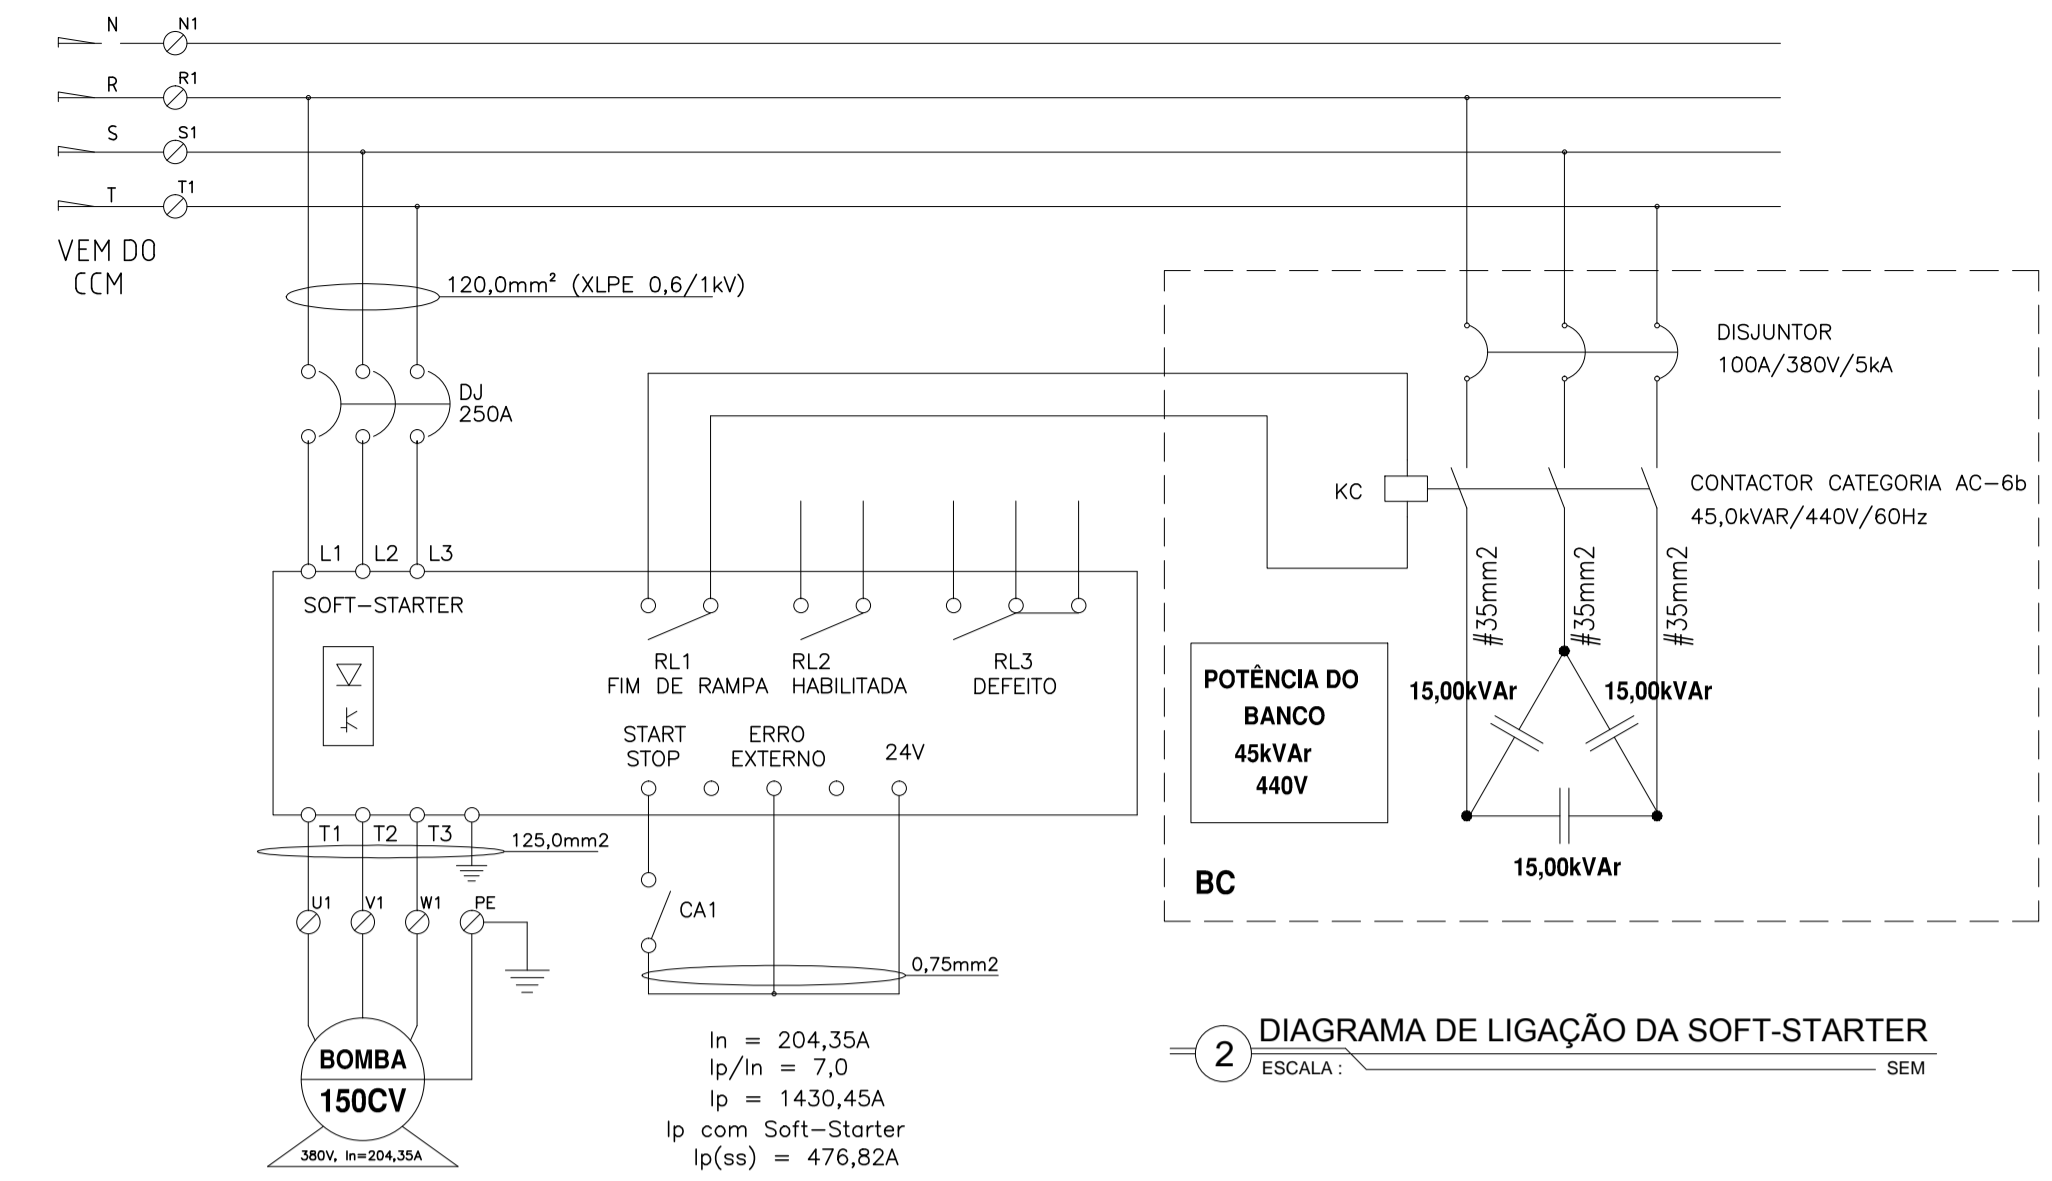 N
N1
R
R1
S
S1
T
T1
VEM DO
CCM
120,0mm² (XLPE 0,6/1kV)
DJ
250A
DISJUNTOR
100A/380V/5kA
KC
CONTACTOR CATEGORIA AC-6b
45,0kVAR/440V/60Hz
#35mm2
#35mm2
#35mm2
L1
L2
L3
SOFT-STARTER
RL1
FIM DE RAMPA
RL2
HABILITADA
RL3
DEFEITO
START
STOP
ERRO
EXTERNO
24V
POTÊNCIA DO
BANCO
45kVAr
440V
15,00kVAr
15,00kVAr
15,00kVAr
BC
T1
T2
T3
125,0mm2
U1
V1
W1
PE
CA1
0,75mm2
BOMBA
150CV
380V, In=204,35A
In = 204,35A
Ip/In = 7,0
Ip = 1430,45A
Ip com Soft-Starter
Ip(ss) = 476,82A
2
DIAGRAMA DE LIGAÇÃO DA SOFT-STARTER
ESCALA :
SEM